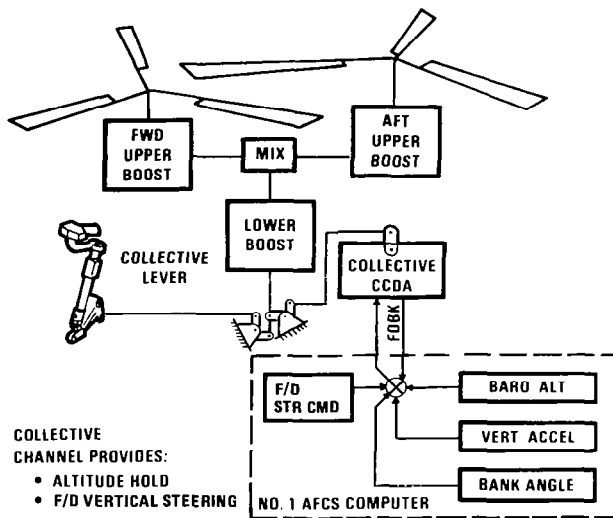 FWD
UPPER
BOOST
MIX
AFT
UPPER
BOOST
LOWER
BOOST
COLLECTIVE
LEVER
COLLECTIVE
CCDA
FDBK
F/D
STR CMD
BARO ALT
VERT ACCEL
BANK ANGLE
NO. 1 AFCS COMPUTER
COLLECTIVE
CHANNEL PROVIDES:
• ALTITUDE HOLD
• F/D VERTICAL STEERING